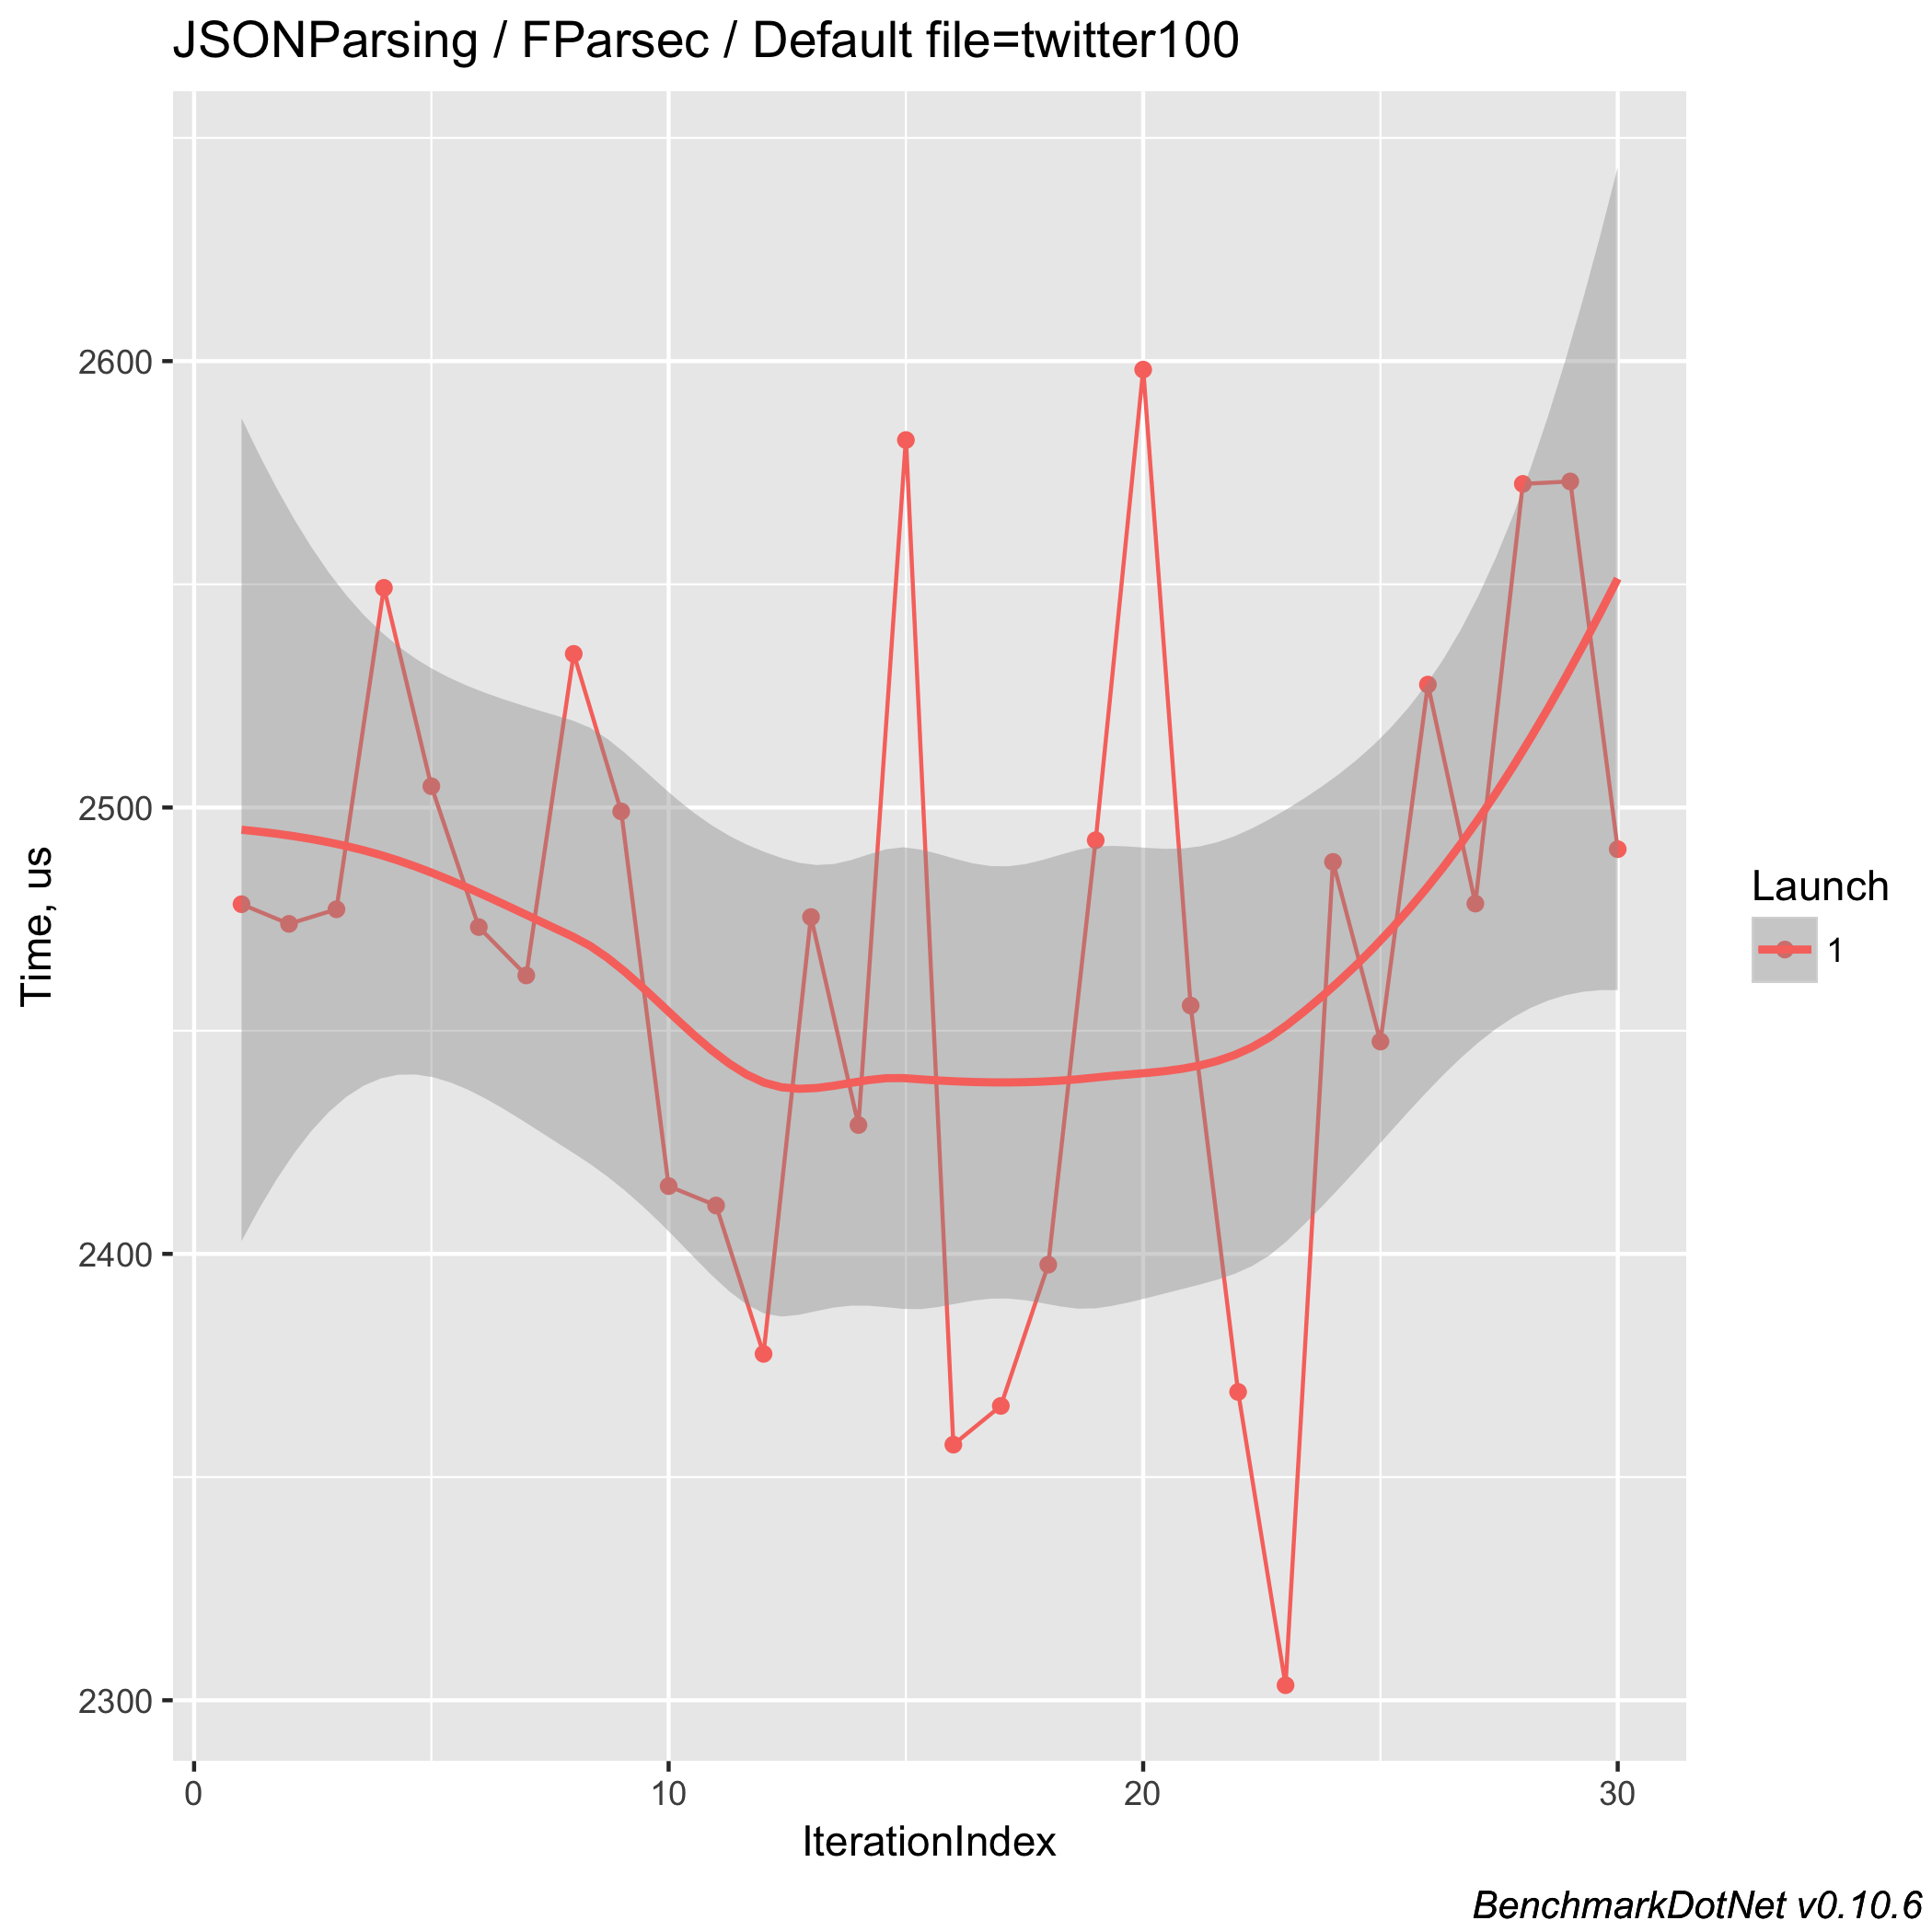 JSONParsing / FParsec / Default file=twitter100
2600
2500
2400
2300
Time, us
0 10 20 30
IterationIndex
Launch
1
BenchmarkDotNet v0.10.6